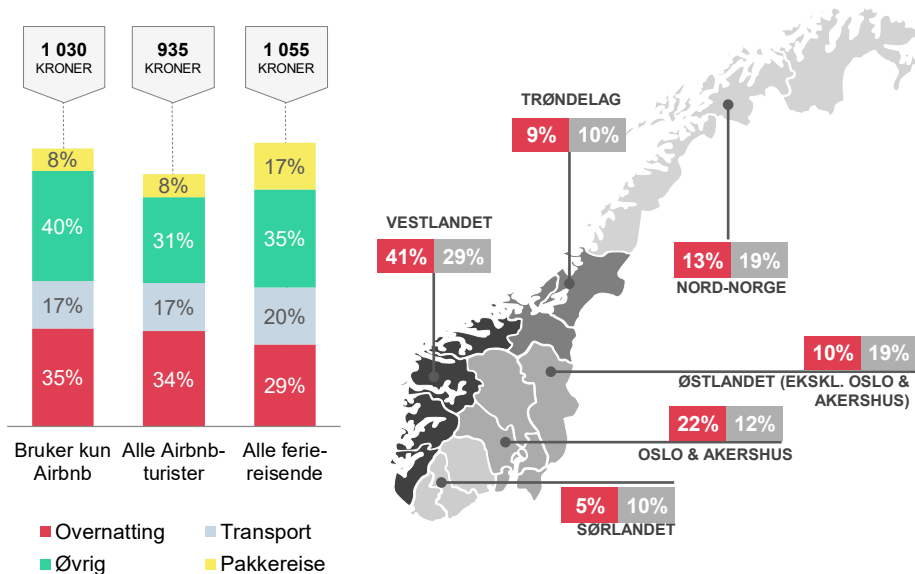 1 030
KRONER
935
KRONER
1 055
KRONER
8%
40%
17%
35%
8%
31%
17%
34%
17%
35%
20%
29%
Bruker kun
Airbnb
Alle Airbnb-
turister
Alle ferie-
reisende
Overnatting
Transport
Øvrig
Pakkereise
TRØNDELAG
9% 10%
VESTLANDET
41% 29%
13% 19%
NORD-NORGE
10% 19%
ØSTLANDET (EKSKL. OSLO &
AKERSHUS)
22% 12%
OSLO & AKERSHUS
5% 10%
SØRLANDET